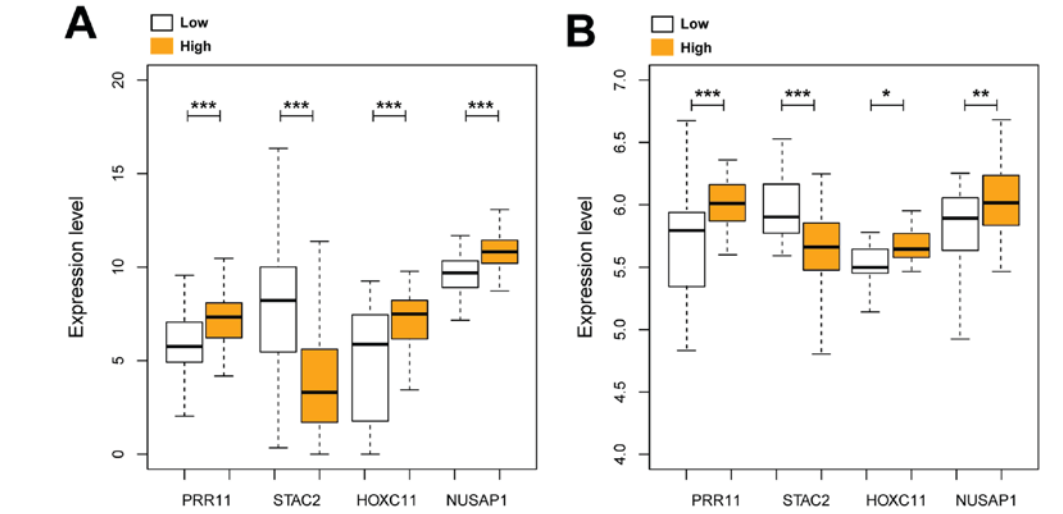 A
Low
High
Expression level
20
15
10
5
0
***
***
***
***
PRR11 STAC2 HOXC11 NUSAP1
B
Low
High
Expression level
7.0
6.5
6.0
5.5
5.0
4.5
4.0
***
***
*
**
PRR11 STAC2 HOXC11 NUSAP1